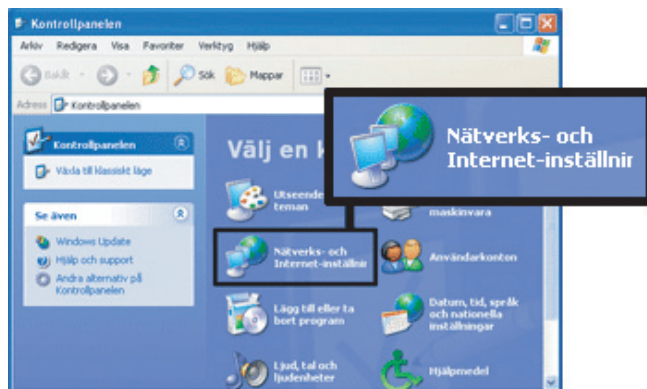 Kontrollpanelen
Arkiv Redigera Visa Favoriter Verktyg Hjälp
Bakåt Sök Mappar
Adress Kontrollpanelen
Nätverks- och
Internet-inställnir
Kontrollpanelen
Växla till klassiskt läge
Se även
Windows Update
Hjälp och support
Andra alternativ på
Kontrollpanelen
Välj en k
Utseende
teman
maskinvara
Nätverks- och
Internet-inställnir
Användarkonton
Lägg till eller ta
bort program
Datum, tid, språk
och nationella
inställningar
Ljud, tal och
ljudenheter
Hjälpmedel